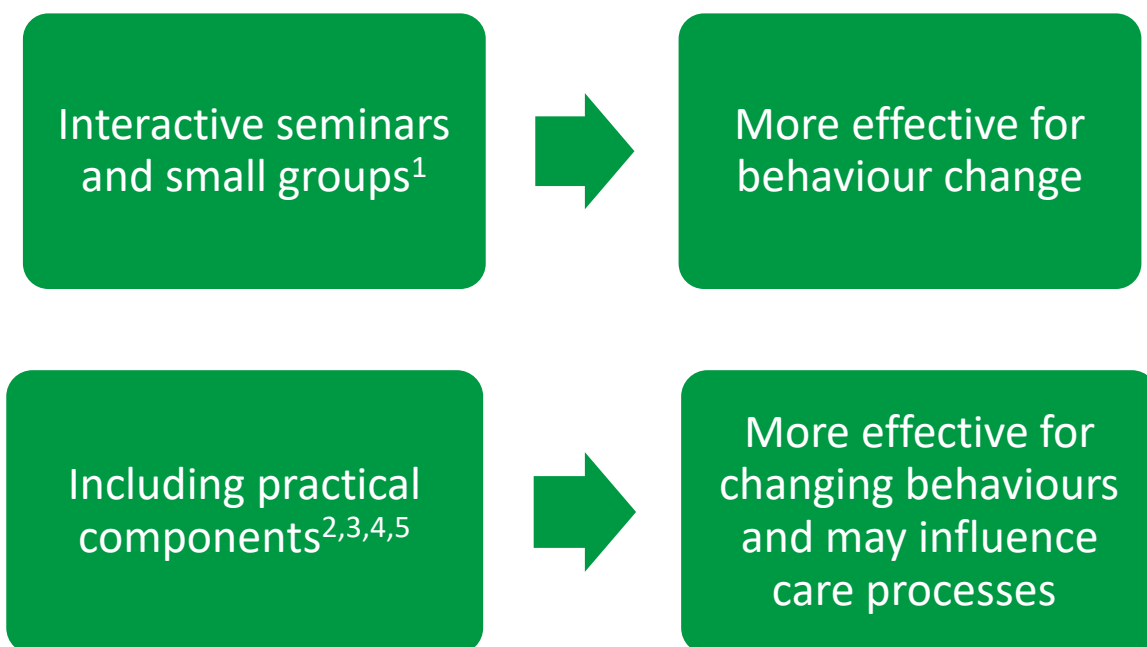 Interactive seminars
and small groups¹
More effective for
behaviour change
Including practical
components²,³,⁴,⁵
More effective for
changing behaviours
and may influence
care processes